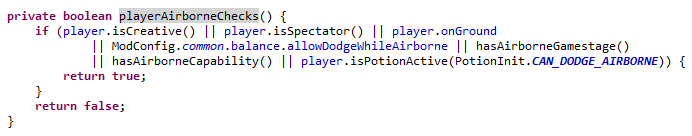 private boolean playerAirborneChecks() {
if (player.isCreative() || player.isSpectator() || player.onGround
|| ModConfig.common.balance.allowDodgeWhileAirborne || hasAirborneGamestage()
|| hasAirborneCapability() || player.isPotionActive(PotionInit.CAN_DODGE_AIRBORNE)) {
return true;
}
return false;
}